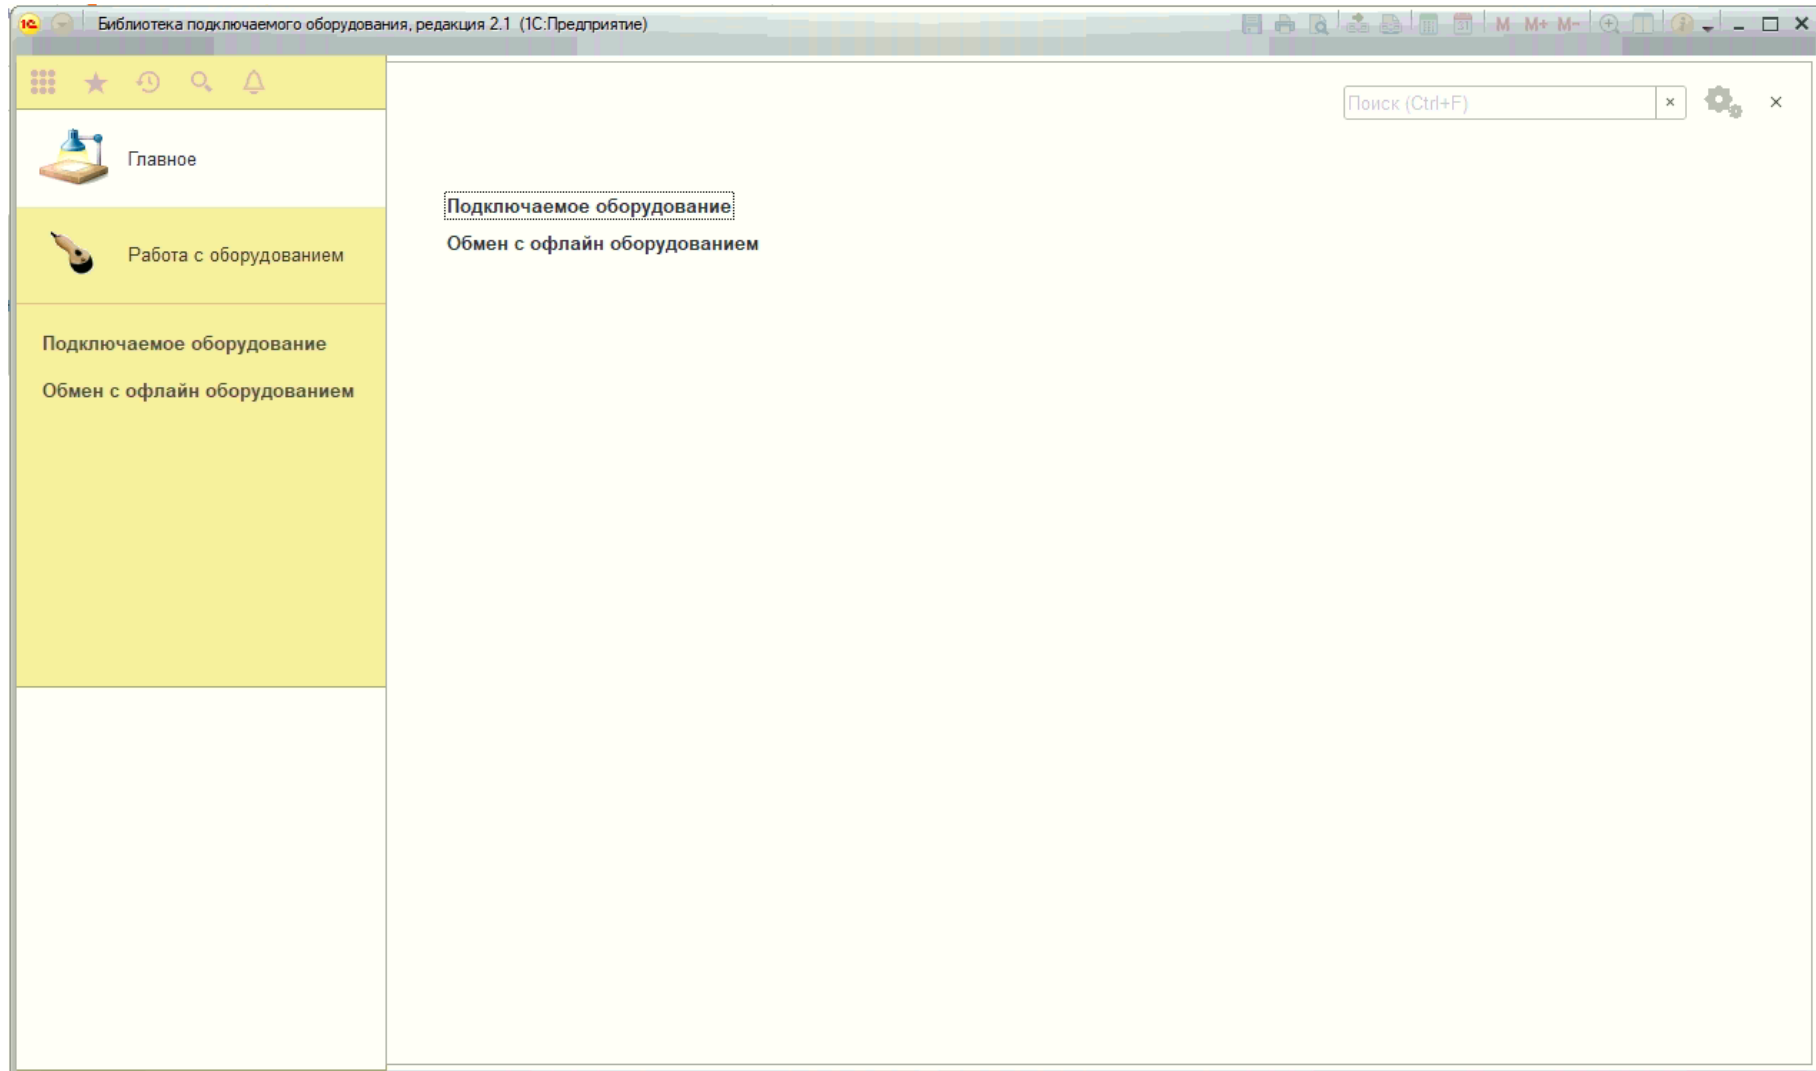 Библиотека подключаемого оборудования, редакция 2.1 (1С:Предприятие)
31 M M+ M-
Поиск (Ctrl+F)
Главное
Работа с оборудованием
Подключаемое оборудование
Обмен с офлайн оборудованием
Подключаемое оборудование
Обмен с офлайн оборудованием